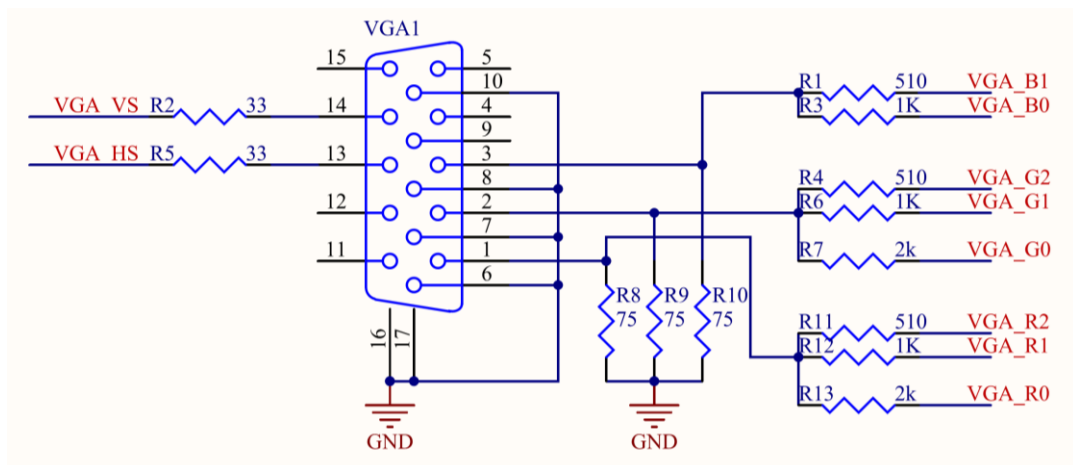 VGA1
15
5
10
VGA_VS R2 33 14
4
9
VGA_HS R5 33 13
3
8
12
2
7
11
1
6
16
17
GND
R8
75
R9
75
R10
75
GND
R1 510 VGA_B1
R3 1K VGA_B0
R4 510 VGA_G2
R6 1K VGA_G1
R7 2k VGA_G0
R11 510 VGA_R2
R12 1K VGA_R1
R13 2k VGA_R0